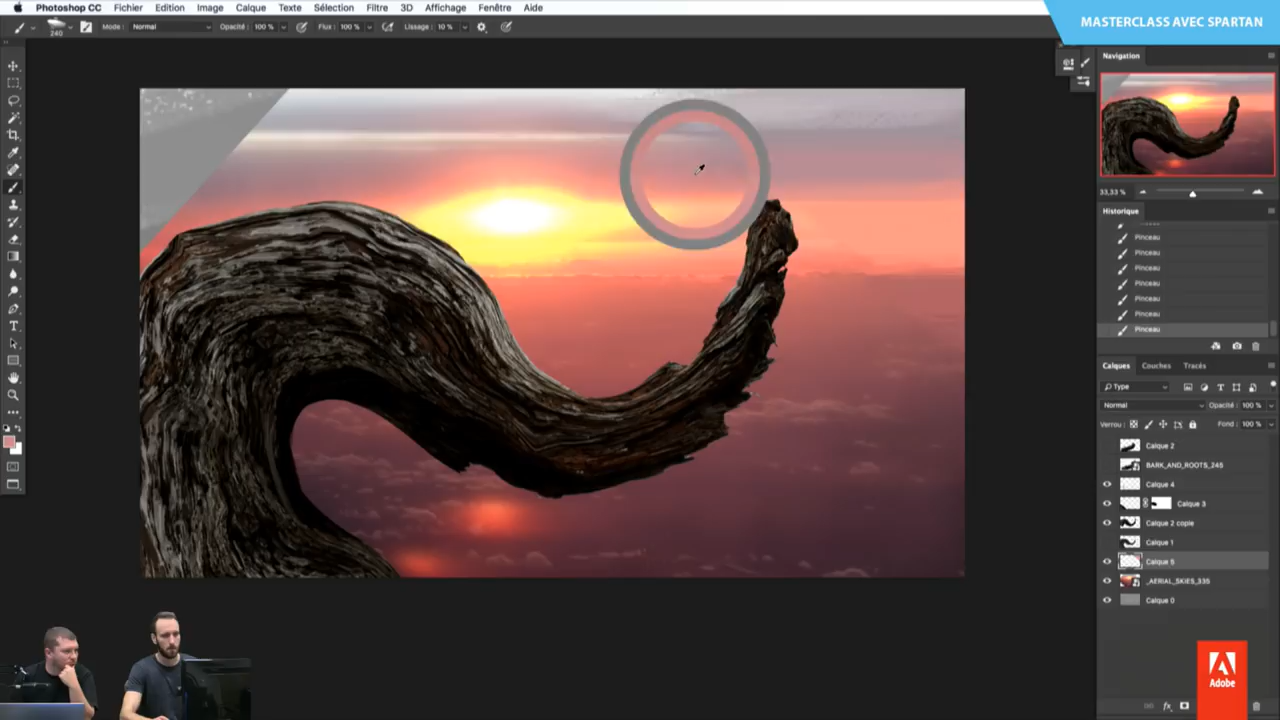 Photoshop CC Fichier Edition Image Calque Texte Sélection Filtre 3D Affichage Fenêtre Aide
MASTERCLASS AVEC SPARTAN
240 Mode : Normal Opacité : 100 % Flux : 100 % Lissage : 10 %
Navigation
33,33 %
Historique
Pinceau
Pinceau
Pinceau
Pinceau
Pinceau
Pinceau
Pinceau
Calques Couches Tracés
Type
Normal Opacité : 100 %
Verrou : Fond : 100 %
Calque 2
BARK_AND_ROOTS_245
Calque 4
Calque 3
Calque 2 copie
Calque 1
Calque 5
_AERIAL_SKIES_335
Calque 0
Adobe